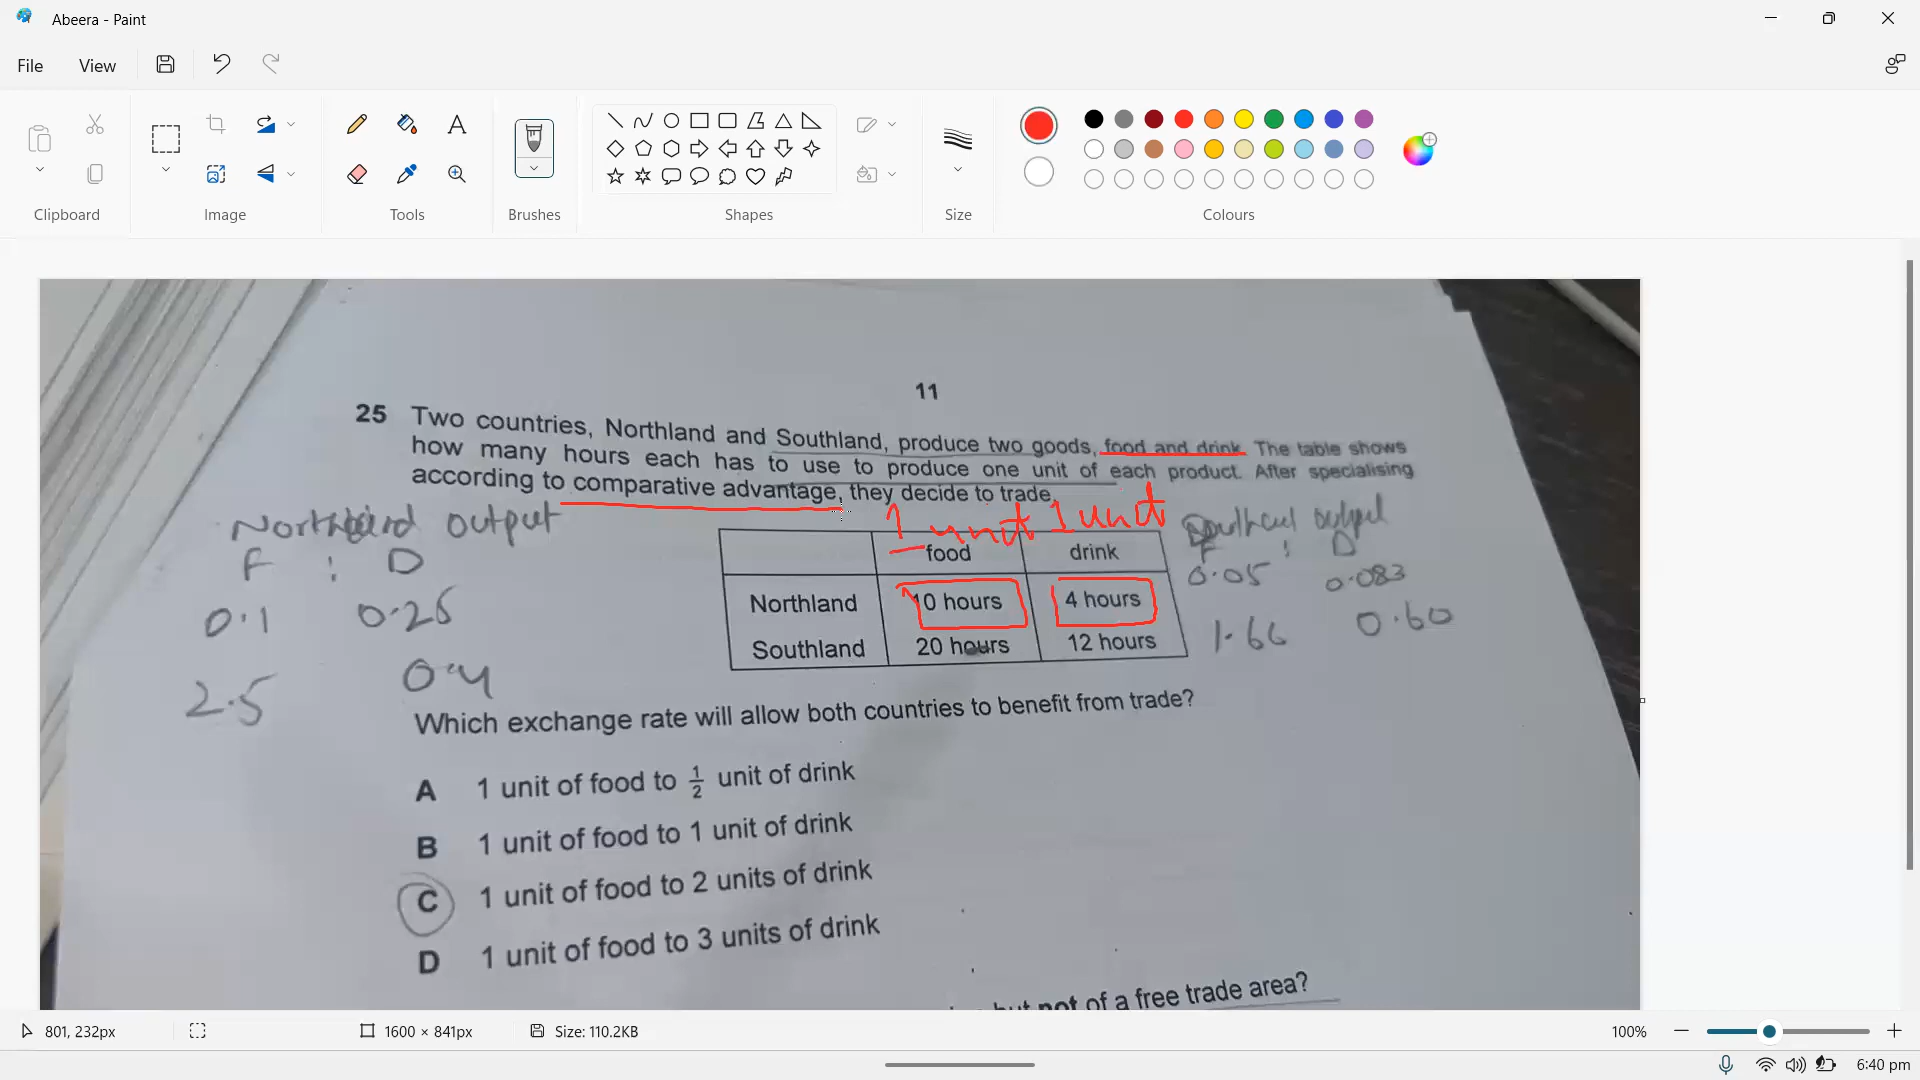 Abeera - Paint
File
View
Clipboard
Image
Tools
Brushes
Shapes
Size
Colours
11
25 Two countries, Northland and Southland, produce two goods, food and drink. The table shows
how many hours each has to use to produce one unit of each product. After specialising
according to comparative advantage, they decide to trade.
Northland output
F : D
0.1 0.25
2.5 0.4
1 unit 1 unit
food drink
Northland 10 hours 4 hours
Southland 20 hours 12 hours
output
F : D
0.05 0.083
1.66 0.60
Which exchange rate will allow both countries to benefit from trade?
A 1 unit of food to 1/2 unit of drink
B 1 unit of food to 1 unit of drink
C 1 unit of food to 2 units of drink
D 1 unit of food to 3 units of drink
but not of a free trade area?
801, 232px
1600 × 841px
Size: 110.2KB
100%
6:40 pm